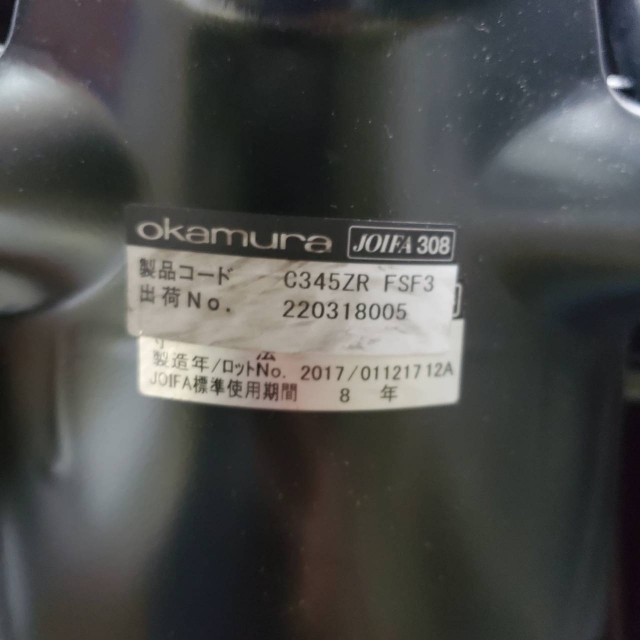 okamura JOIFA 308
製品コード C345ZR FSF3
出荷No. 220318005
製造年/ロットNo. 2017/01121712A
JOIFA標準使用期間 8 年